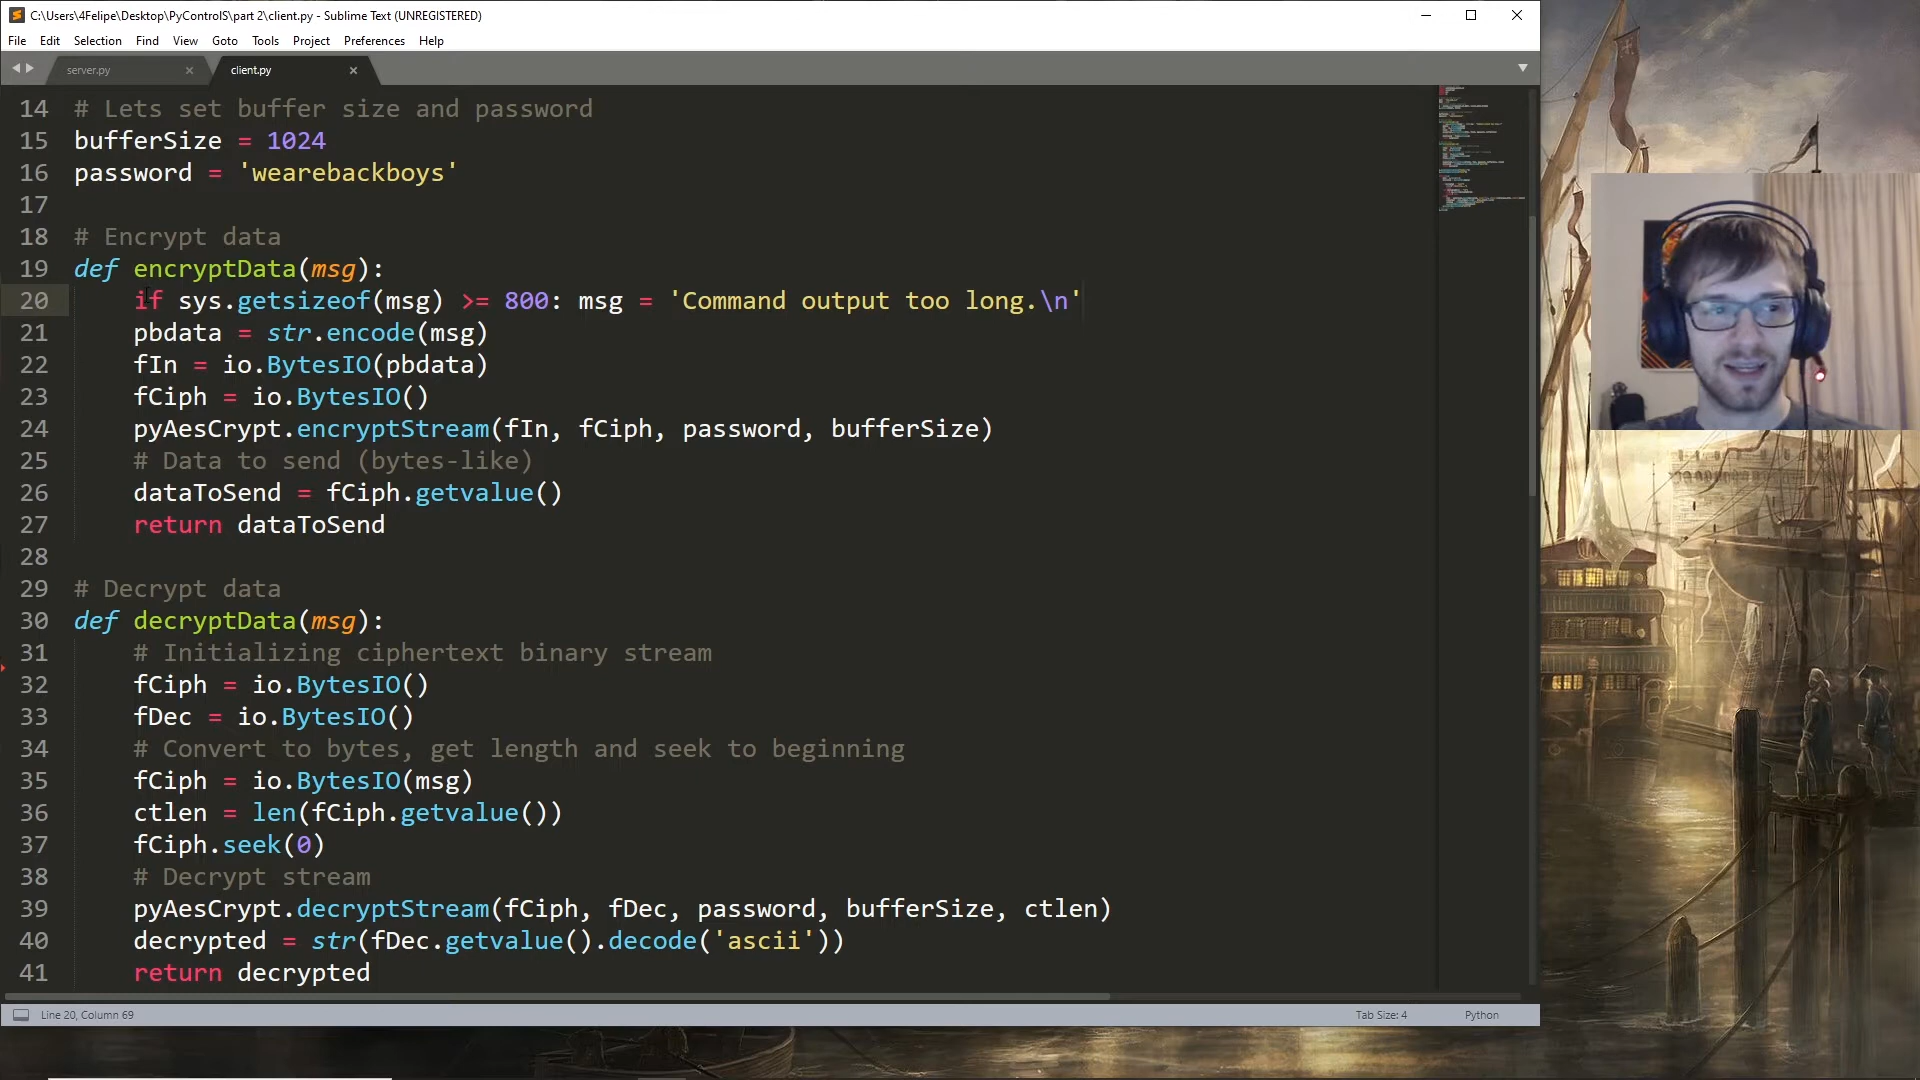 C:\Users\4Felipe\Desktop\PyControlS\part 2\client.py - Sublime Text (UNREGISTERED)
File Edit Selection Find View Goto Tools Project Preferences Help
server.py client.py
14 # Lets set buffer size and password
15 bufferSize = 1024
16 password = 'wearebackboys'
17
18 # Encrypt data
19 def encryptData(msg):
20 if sys.getsizeof(msg) >= 800: msg = 'Command output too long.\n'
21 pbdata = str.encode(msg)
22 fIn = io.BytesIO(pbdata)
23 fCiph = io.BytesIO()
24 pyAesCrypt.encryptStream(fIn, fCiph, password, bufferSize)
25 # Data to send (bytes-like)
26 dataToSend = fCiph.getvalue()
27 return dataToSend
28
29 # Decrypt data
30 def decryptData(msg):
31 # Initializing ciphertext binary stream
32 fCiph = io.BytesIO()
33 fDec = io.BytesIO()
34 # Convert to bytes, get length and seek to beginning
35 fCiph = io.BytesIO(msg)
36 ctlen = len(fCiph.getvalue())
37 fCiph.seek(0)
38 # Decrypt stream
39 pyAesCrypt.decryptStream(fCiph, fDec, password, bufferSize, ctlen)
40 decrypted = str(fDec.getvalue().decode('ascii'))
41 return decrypted
Line 20, Column 69 Tab Size: 4 Python